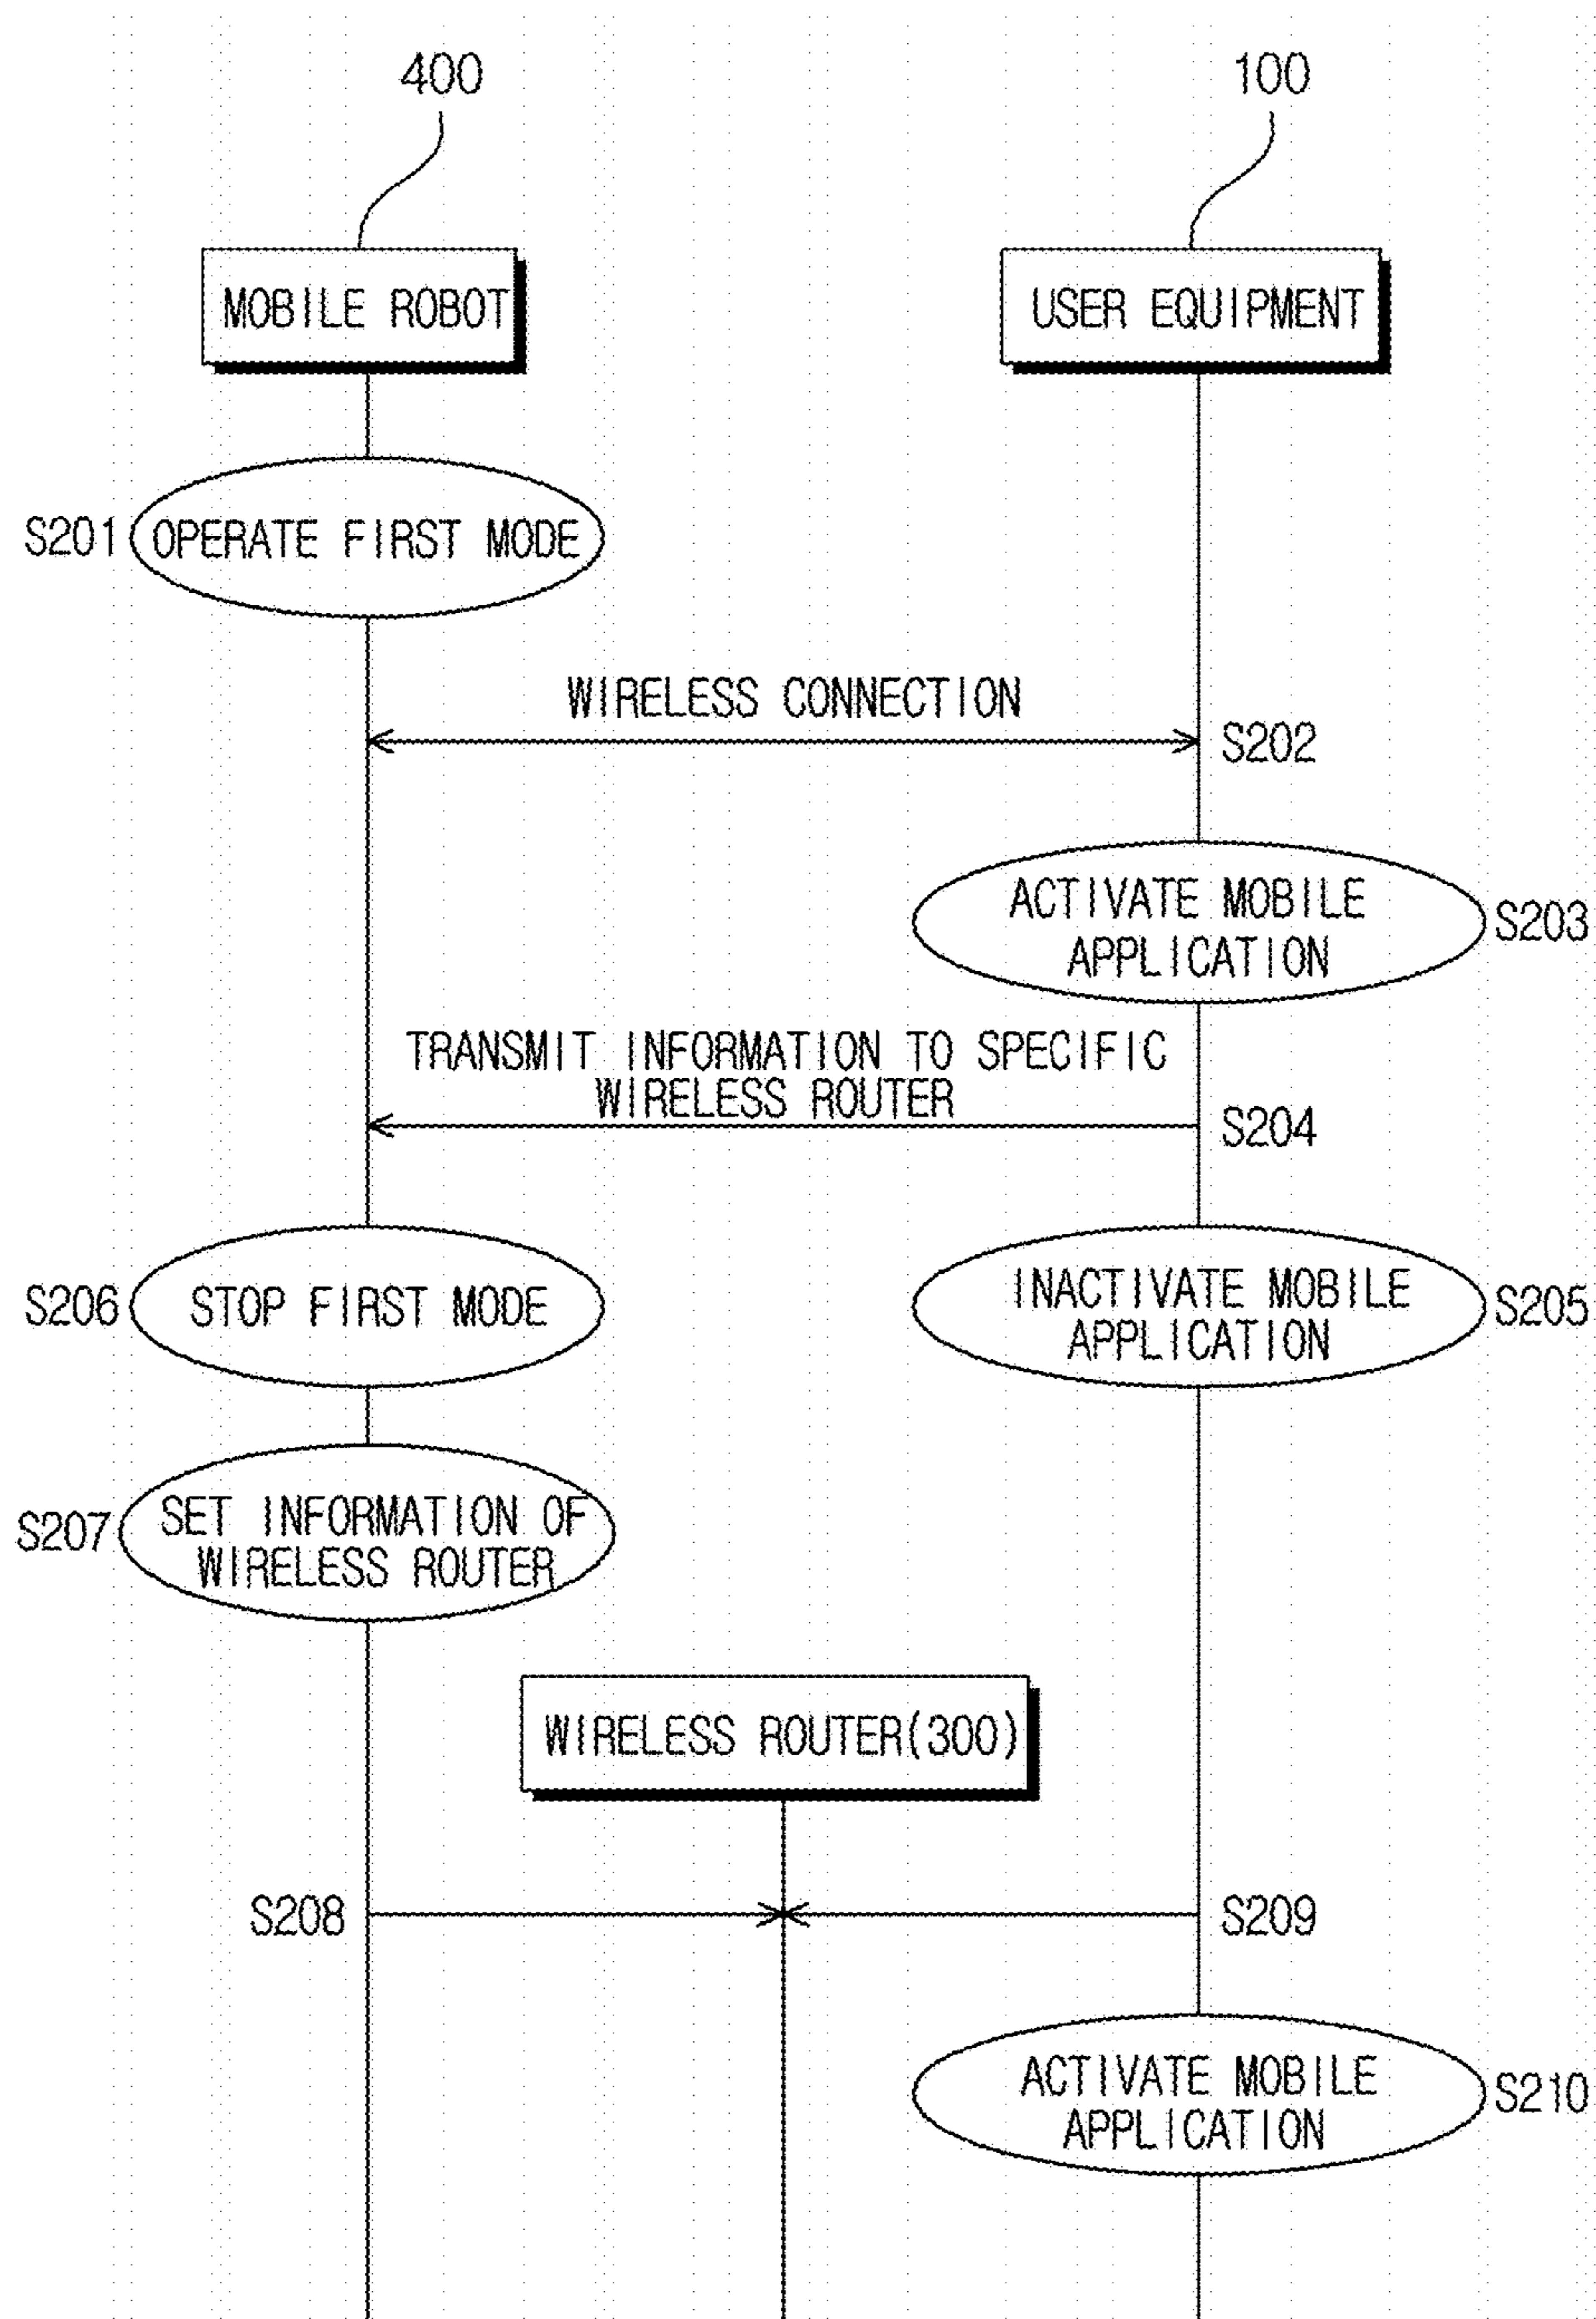 400
100
MOBILE ROBOT
USER EQUIPMENT
S201
OPERATE FIRST MODE
WIRELESS CONNECTION
S202
ACTIVATE MOBILE
APPLICATION
S203
TRANSMIT INFORMATION TO SPECIFIC
WIRELESS ROUTER
S204
S206
STOP FIRST MODE
INACTIVATE MOBILE
APPLICATION
S205
S207
SET INFORMATION OF
WIRELESS ROUTER
WIRELESS ROUTER(300)
S208
S209
ACTIVATE MOBILE
APPLICATION
S210